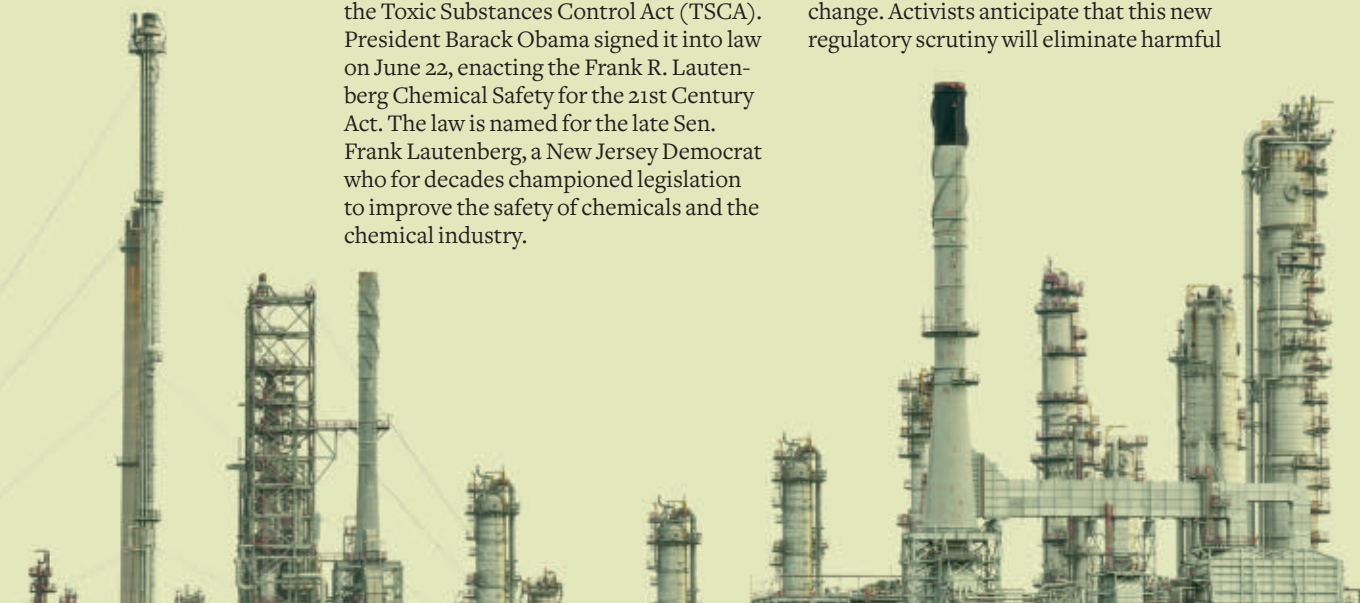 the Toxic Substances Control Act (TSCA).
President Barack Obama signed it into law
on June 22, enacting the Frank R. Lauten-
berg Chemical Safety for the 21st Century
Act. The law is named for the late Sen.
Frank Lautenberg, a New Jersey Democrat
who for decades championed legislation
to improve the safety of chemicals and the
chemical industry.
change. Activists anticipate that this new
regulatory scrutiny will eliminate harmful